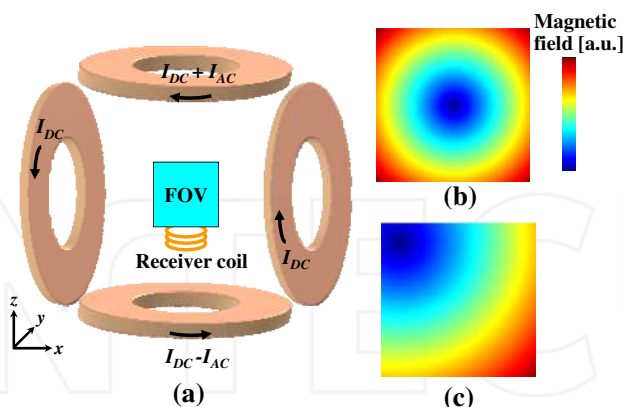 I_DC + I_AC
I_DC
FOV
I_DC
Receiver coil
z
y
x
I_DC - I_AC
(a)
Magnetic
field [a.u.]
(b)
(c)